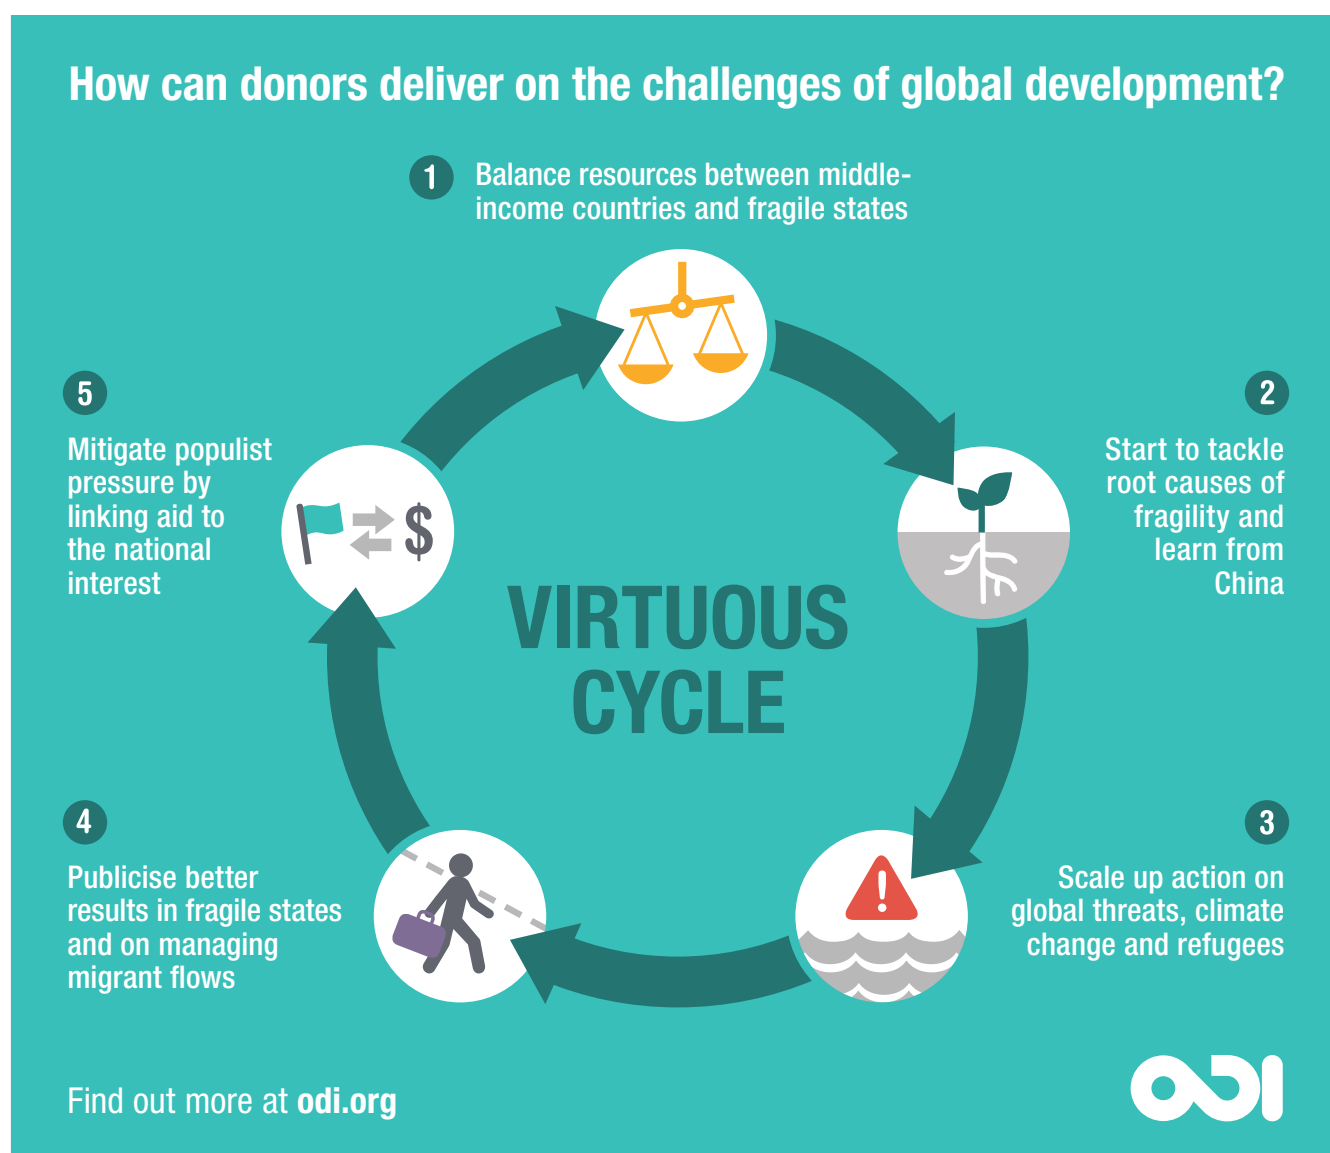 How can donors deliver on the challenges of global development?
1
Balance resources between middle-
income countries and fragile states
2
Start to tackle
root causes of
fragility and
learn from
China
3
Scale up action on
global threats, climate
change and refugees
4
Publicise better
results in fragile states
and on managing
migrant flows
5
Mitigate populist
pressure by
linking aid to
the national
interest
$
VIRTUOUS
CYCLE
Find out more at odi.org
ODI